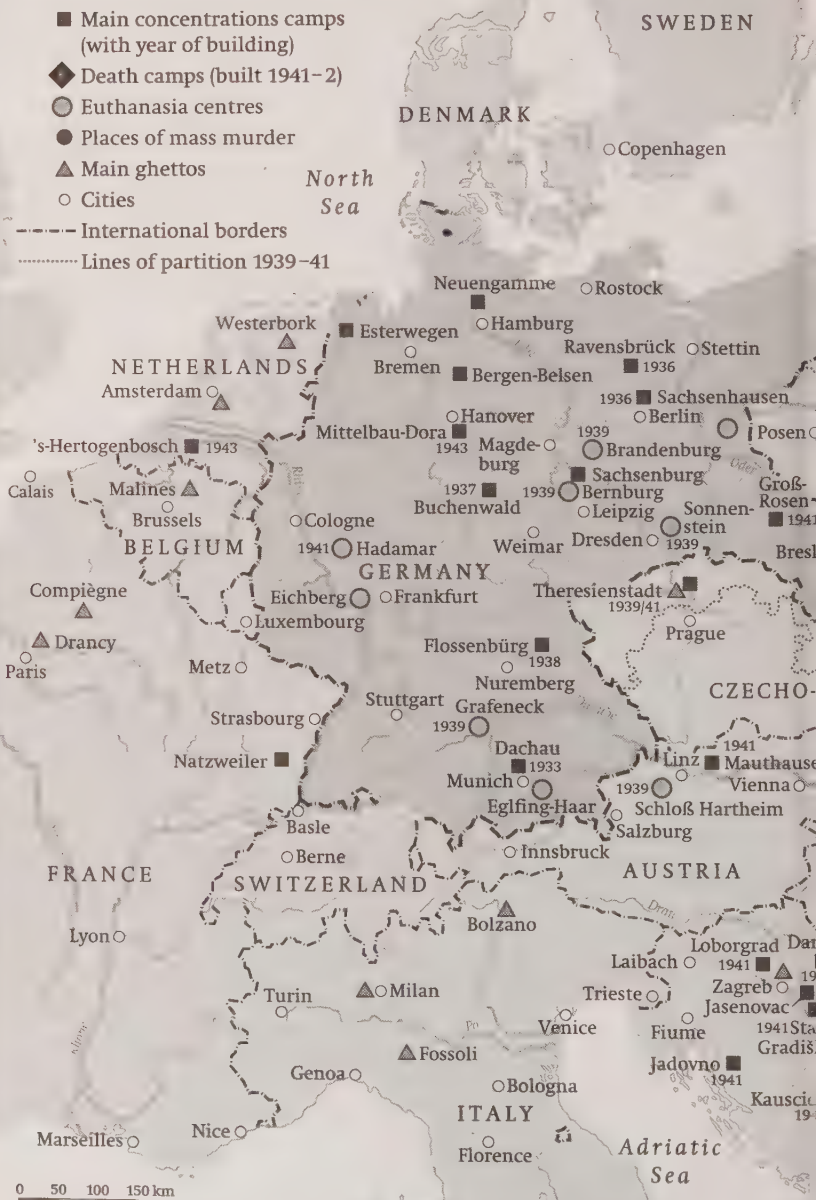 Main concentrations camps
(with year of building)
Death camps (built 1941–2)
Euthanasia centres
Places of mass murder
Main ghettos
Cities
International borders
Lines of partition 1939–41
SWEDEN
DENMARK
Copenhagen
North
Sea
Neuengamme
Rostock
Westerbork
Esterwegen
Hamburg
Ravensbrück
1936
Stettin
NETHERLANDS
Bremen
Bergen-Belsen
Amsterdam
1936 Sachsenhausen
Hanover
Berlin
's-Hertogenbosch
1943
Mittelbau-Dora
1943
Magde-
burg
1939
Brandenburg
Posen
Oder
Calais
Malines
Brussels
1937
Buchenwald
Sachsenburg
1939 Bernburg
Leipzig
Groß-
Rosen
1941
Cologne
Sonnen-
stein
1939
BELGIUM
1941 Hadamar
Weimar
Dresden
GERMANY
Compiègne
Eichberg
Frankfurt
Theresienstadt
1939/41
Luxembourg
Prague
Drancy
Paris
Metz
Flossenbürg
1938
Nuremberg
CZECHO-
Stuttgart
Grafeneck
1939
Strasbourg
Natzweiler
Dachau
1933
Munich
Eglfing-Haar
1941
Linz
Vienna
1939
Schloß Hartheim
Salzburg
Basle
Berne
Innsbruck
FRANCE
SWITZERLAND
AUSTRIA
Bolzano
Lyon
Loborgrad
1941
Laibach
Zagreb
Turin
Milan
Trieste
Jasenovac
Po
Venice
Fiume
1941
Fossoli
Jadovno
1941
Genoa
Bologna
ITALY
Marseilles
Nice
Florence
Adriatic
Sea
0 50 100 150 km